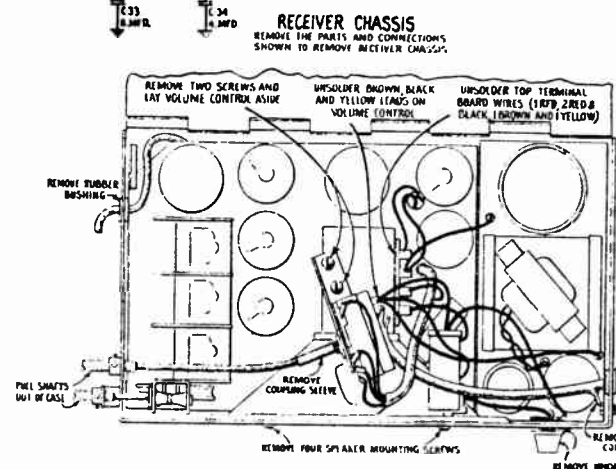 C33
C34
RECEIVER CHASSIS
REMOVE THE PARTS AND CONNECTIONS
SHOWN TO REMOVE RECEIVER CHASSIS
REMOVE TWO SCREWS AND
LAY VOLUME CONTROL ASIDE
UNSOLDER BROWN, BLACK
AND YELLOW LEADS ON
VOLUME CONTROL
UNSOLDER TOP TERMINAL
BOARD WIRES (1 RED, 2 RED &
BLACK, 1 BROWN AND 1 YELLOW)
REMOVE RUBBER
BUSHING
PULL SHAFTS
OUT OF CASE
REMOVE
COUPLING SLEEVE
REMOVE FOUR SPEAKER MOUNTING SCREWS
REMOVE